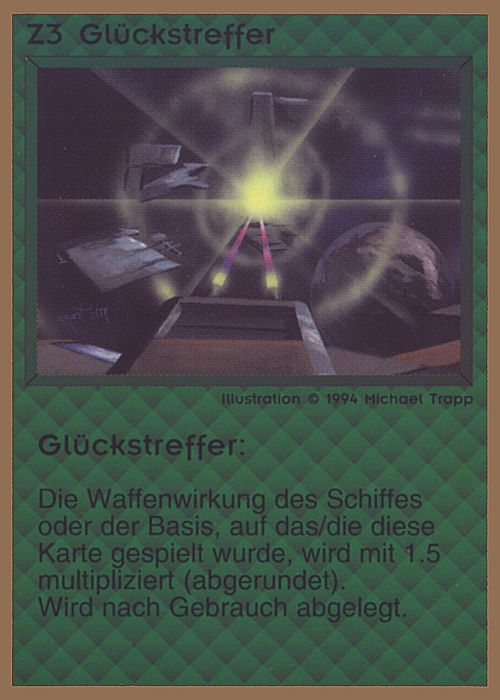 Z3 Glückstreffer
Illustration © 1994 Michael Trapp
Glückstreffer:
Die Waffenwirkung des Schiffes
oder der Basis, auf das/die diese
Karte gespielt wurde, wird mit 1.5
multipliziert (abgerundet).
Wird nach Gebrauch abgelegt.